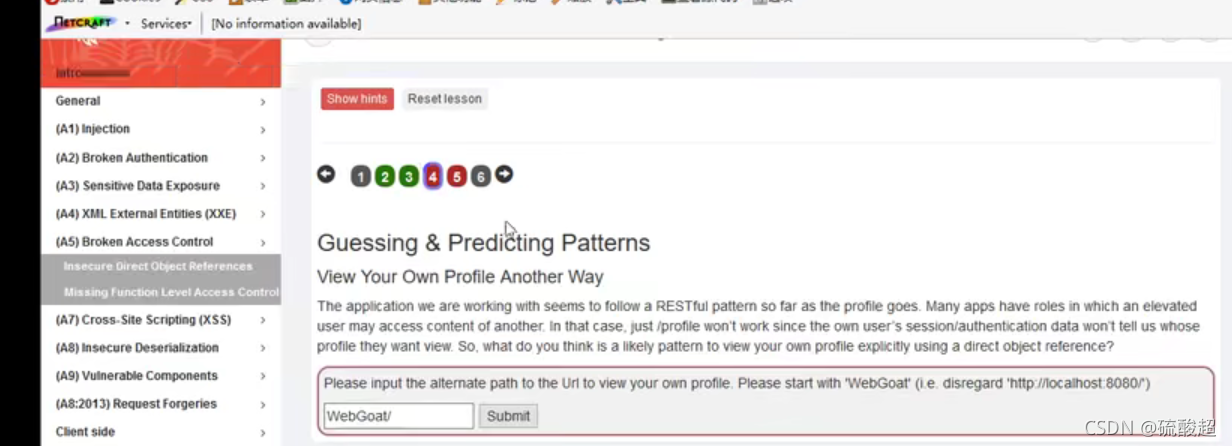 NETCRAFT Services [No information available]
Intro
General
(A1) Injection
(A2) Broken Authentication
(A3) Sensitive Data Exposure
(A4) XML External Entities (XXE)
(A5) Broken Access Control
Insecure Direct Object References
Missing Function Level Access Control
(A7) Cross-Site Scripting (XSS)
(A8) Insecure Deserialization
(A9) Vulnerable Components
(A8:2013) Request Forgeries
Client side
Show hints Reset lesson
1 2 3 4 5 6
Guessing & Predicting Patterns
View Your Own Profile Another Way
The application we are working with seems to follow a RESTful pattern so far as the profile goes. Many apps have roles in which an elevated
user may access content of another. In that case, just /profile won't work since the own user's session/authentication data won't tell us whose
profile they want view. So, what do you think is a likely pattern to view your own profile explicitly using a direct object reference?
Please input the alternate path to the Url to view your own profile. Please start with 'WebGoat' (i.e. disregard 'http://localhost:8080/')
WebGoat/ Submit
CSDN @硫酸超